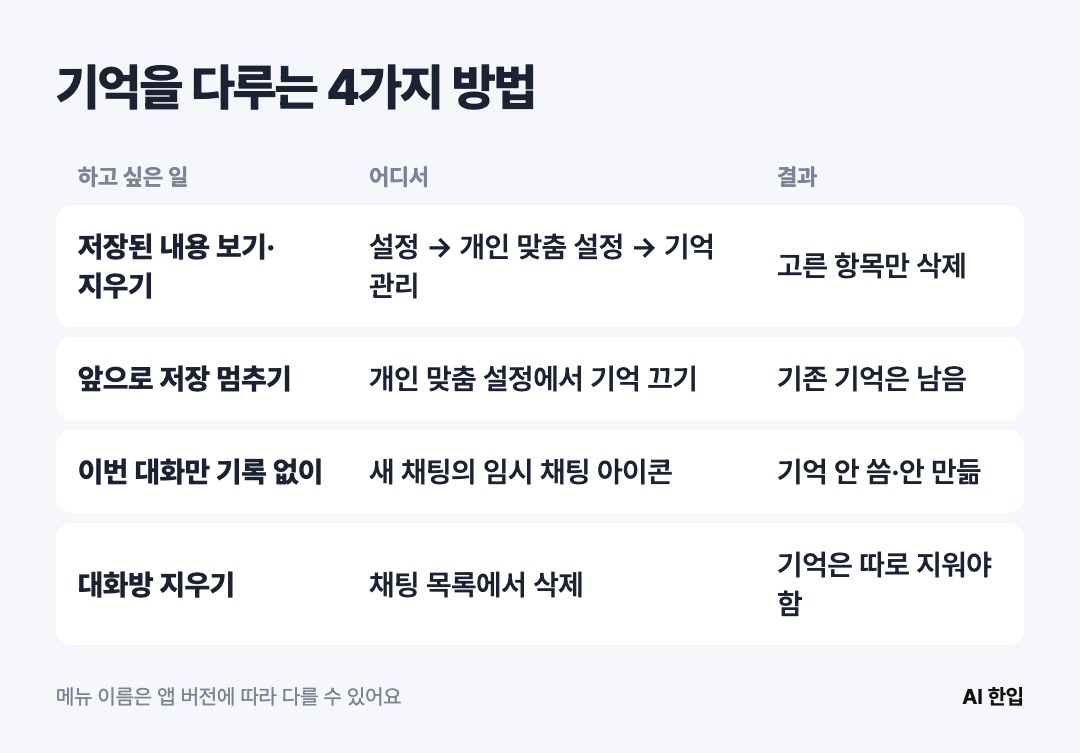 기억을 다루는 4가지 방법
하고 싶은 일 어디서 결과
저장된 내용 보기·
지우기
설정 → 개인 맞춤 설정 → 기억
관리
고른 항목만 삭제
앞으로 저장 멈추기 개인 맞춤 설정에서 기억 끄기 기존 기억은 남음
이번 대화만 기록 없이 새 채팅의 임시 채팅 아이콘 기억 안 씀·안 만듦
대화방 지우기 채팅 목록에서 삭제
기억은 따로 지워야
함
메뉴 이름은 앱 버전에 따라 다를 수 있어요
AI 한입